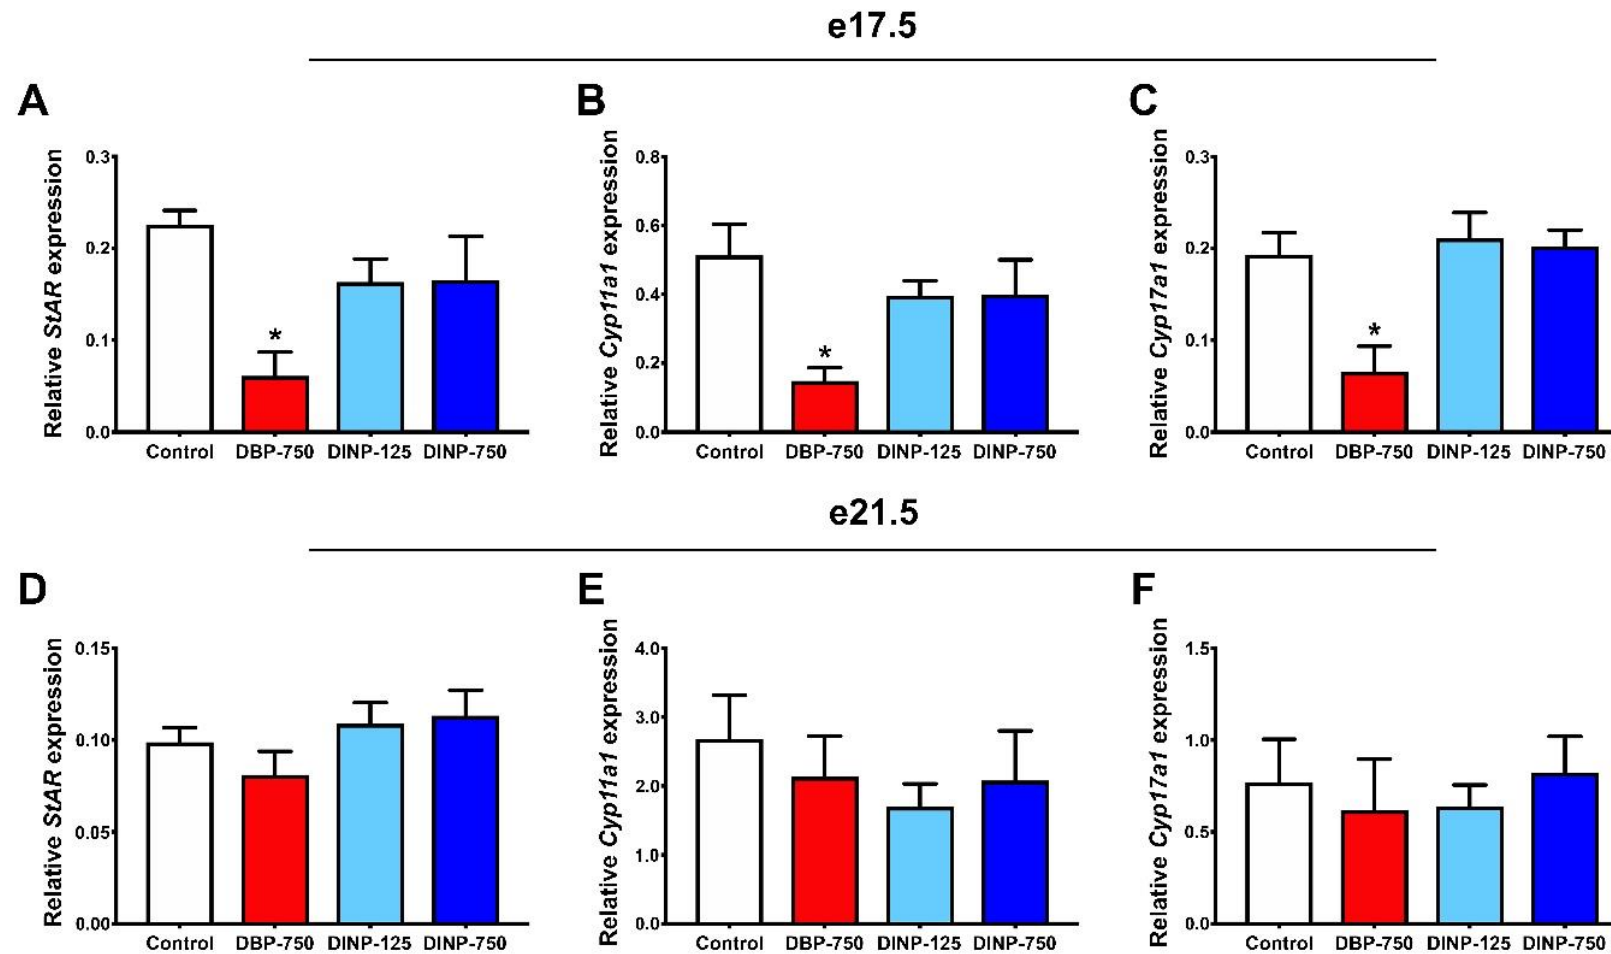 e17.5
A
B
C
Relative StAR expression
0.3
0.2
0.1
0.0
*
Control DBP-750 DINP-125 DINP-750
Relative Cyp11a1 expression
0.8
0.6
0.4
0.2
0.0
*
Control DBP-750 DINP-125 DINP-750
Relative Cyp17a1 expression
0.3
0.2
0.1
0.0
*
Control DBP-750 DINP-125 DINP-750
e21.5
D
E
F
Relative StAR expression
0.15
0.10
0.05
0.00
Control DBP-750 DINP-125 DINP-750
Relative Cyp11a1 expression
4.0
3.0
2.0
1.0
0.0
Control DBP-750 DINP-125 DINP-750
Relative Cyp17a1 expression
1.5
1.0
0.5
0.0
Control DBP-750 DINP-125 DINP-750